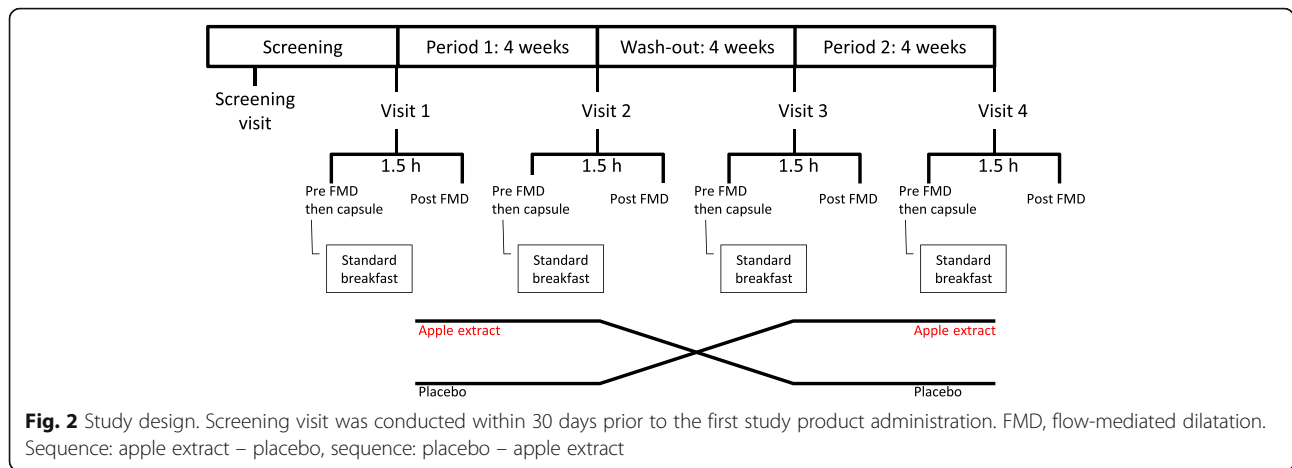 Screening Period 1: 4 weeks Wash-out: 4 weeks Period 2: 4 weeks
Screening
visit
Visit 1 Visit 2 Visit 3 Visit 4
1.5 h 1.5 h 1.5 h 1.5 h
Pre FMD Post FMD Pre FMD Post FMD Pre FMD Post FMD Pre FMD Post FMD
then capsule then capsule then capsule then capsule
Standard Standard Standard Standard
breakfast breakfast breakfast breakfast
Apple extract Apple extract
Placebo Placebo
Fig. 2 Study design. Screening visit was conducted within 30 days prior to the first study product administration. FMD, flow-mediated dilatation.
Sequence: apple extract – placebo, sequence: placebo – apple extract